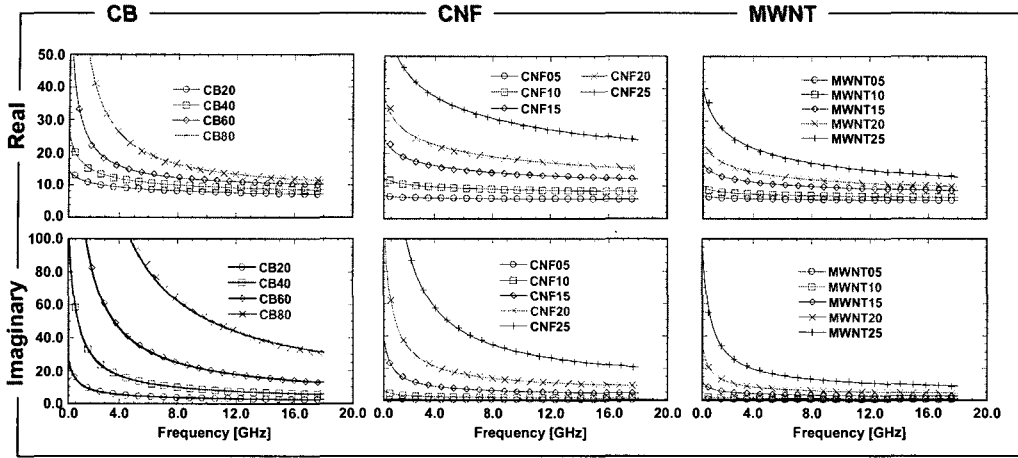 CB CNF MWNT
Real
50.0
40.0
30.0
20.0
10.0
0.0
CB20
CB40
CB60
CB80
CNF05 CNF20
CNF10 CNF25
CNF15
MWNT05
MWNT10
MWNT15
MWNT20
MWNT25
Imaginary
100.0
80.0
60.0
40.0
20.0
0.0
CB20
CB40
CB60
CB80
CNF05
CNF10
CNF15
CNF20
CNF25
MWNT05
MWNT10
MWNT15
MWNT20
MWNT25
0.0 4.0 8.0 12.0 16.0 20.0
0.0 4.0 8.0 12.0 16.0 20.0
0.0 4.0 8.0 12.0 16.0 20.0
Frequency [GHz] Frequency [GHz] Frequency [GHz]